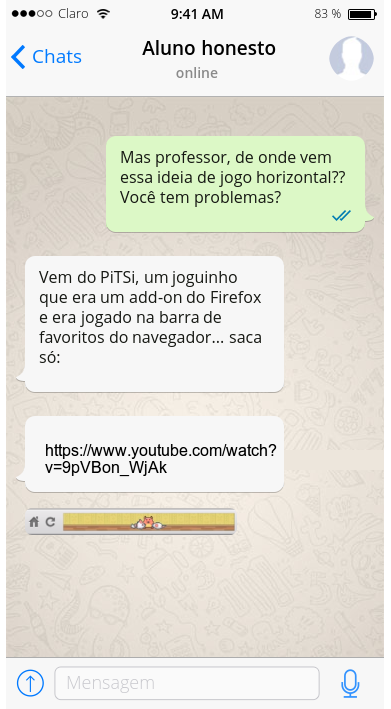 Claro 9:41 AM 83 %
Chats Aluno honesto
online
Mas professor, de onde vem
essa ideia de jogo horizontal??
Você tem problemas?
Vem do PiTSi, um joguinho
que era um add-on do Firefox
e era jogado na barra de
favoritos do navegador... saca
só:
https://www.youtube.com/watch?
v=9pVBon_WjAk
Mensagem